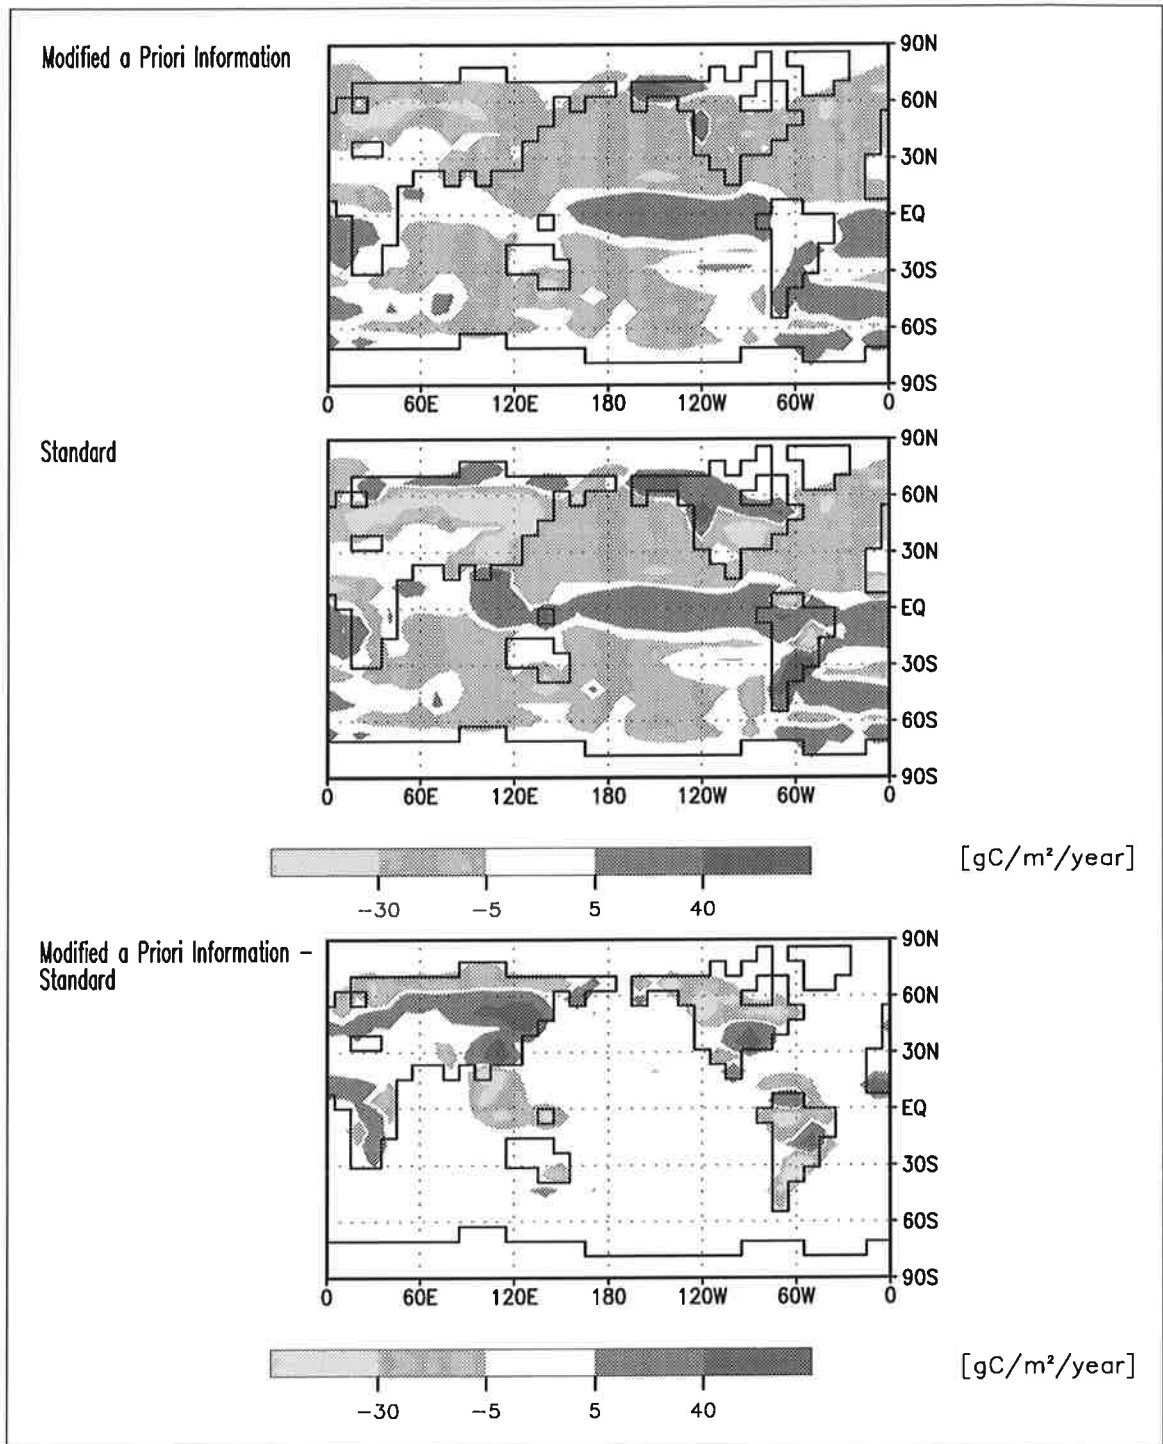 Modified a Priori Information
90N
60N
30N
EQ
30S
60S
90S
0 60E 120E 180 120W 60W 0
Standard
90N
60N
30N
EQ
30S
60S
90S
0 60E 120E 180 120W 60W 0
[gC/m²/year]
−30 −5 5 40
Modified a Priori Information −
Standard
90N
60N
30N
EQ
30S
60S
90S
0 60E 120E 180 120W 60W 0
[gC/m²/year]
−30 −5 5 40